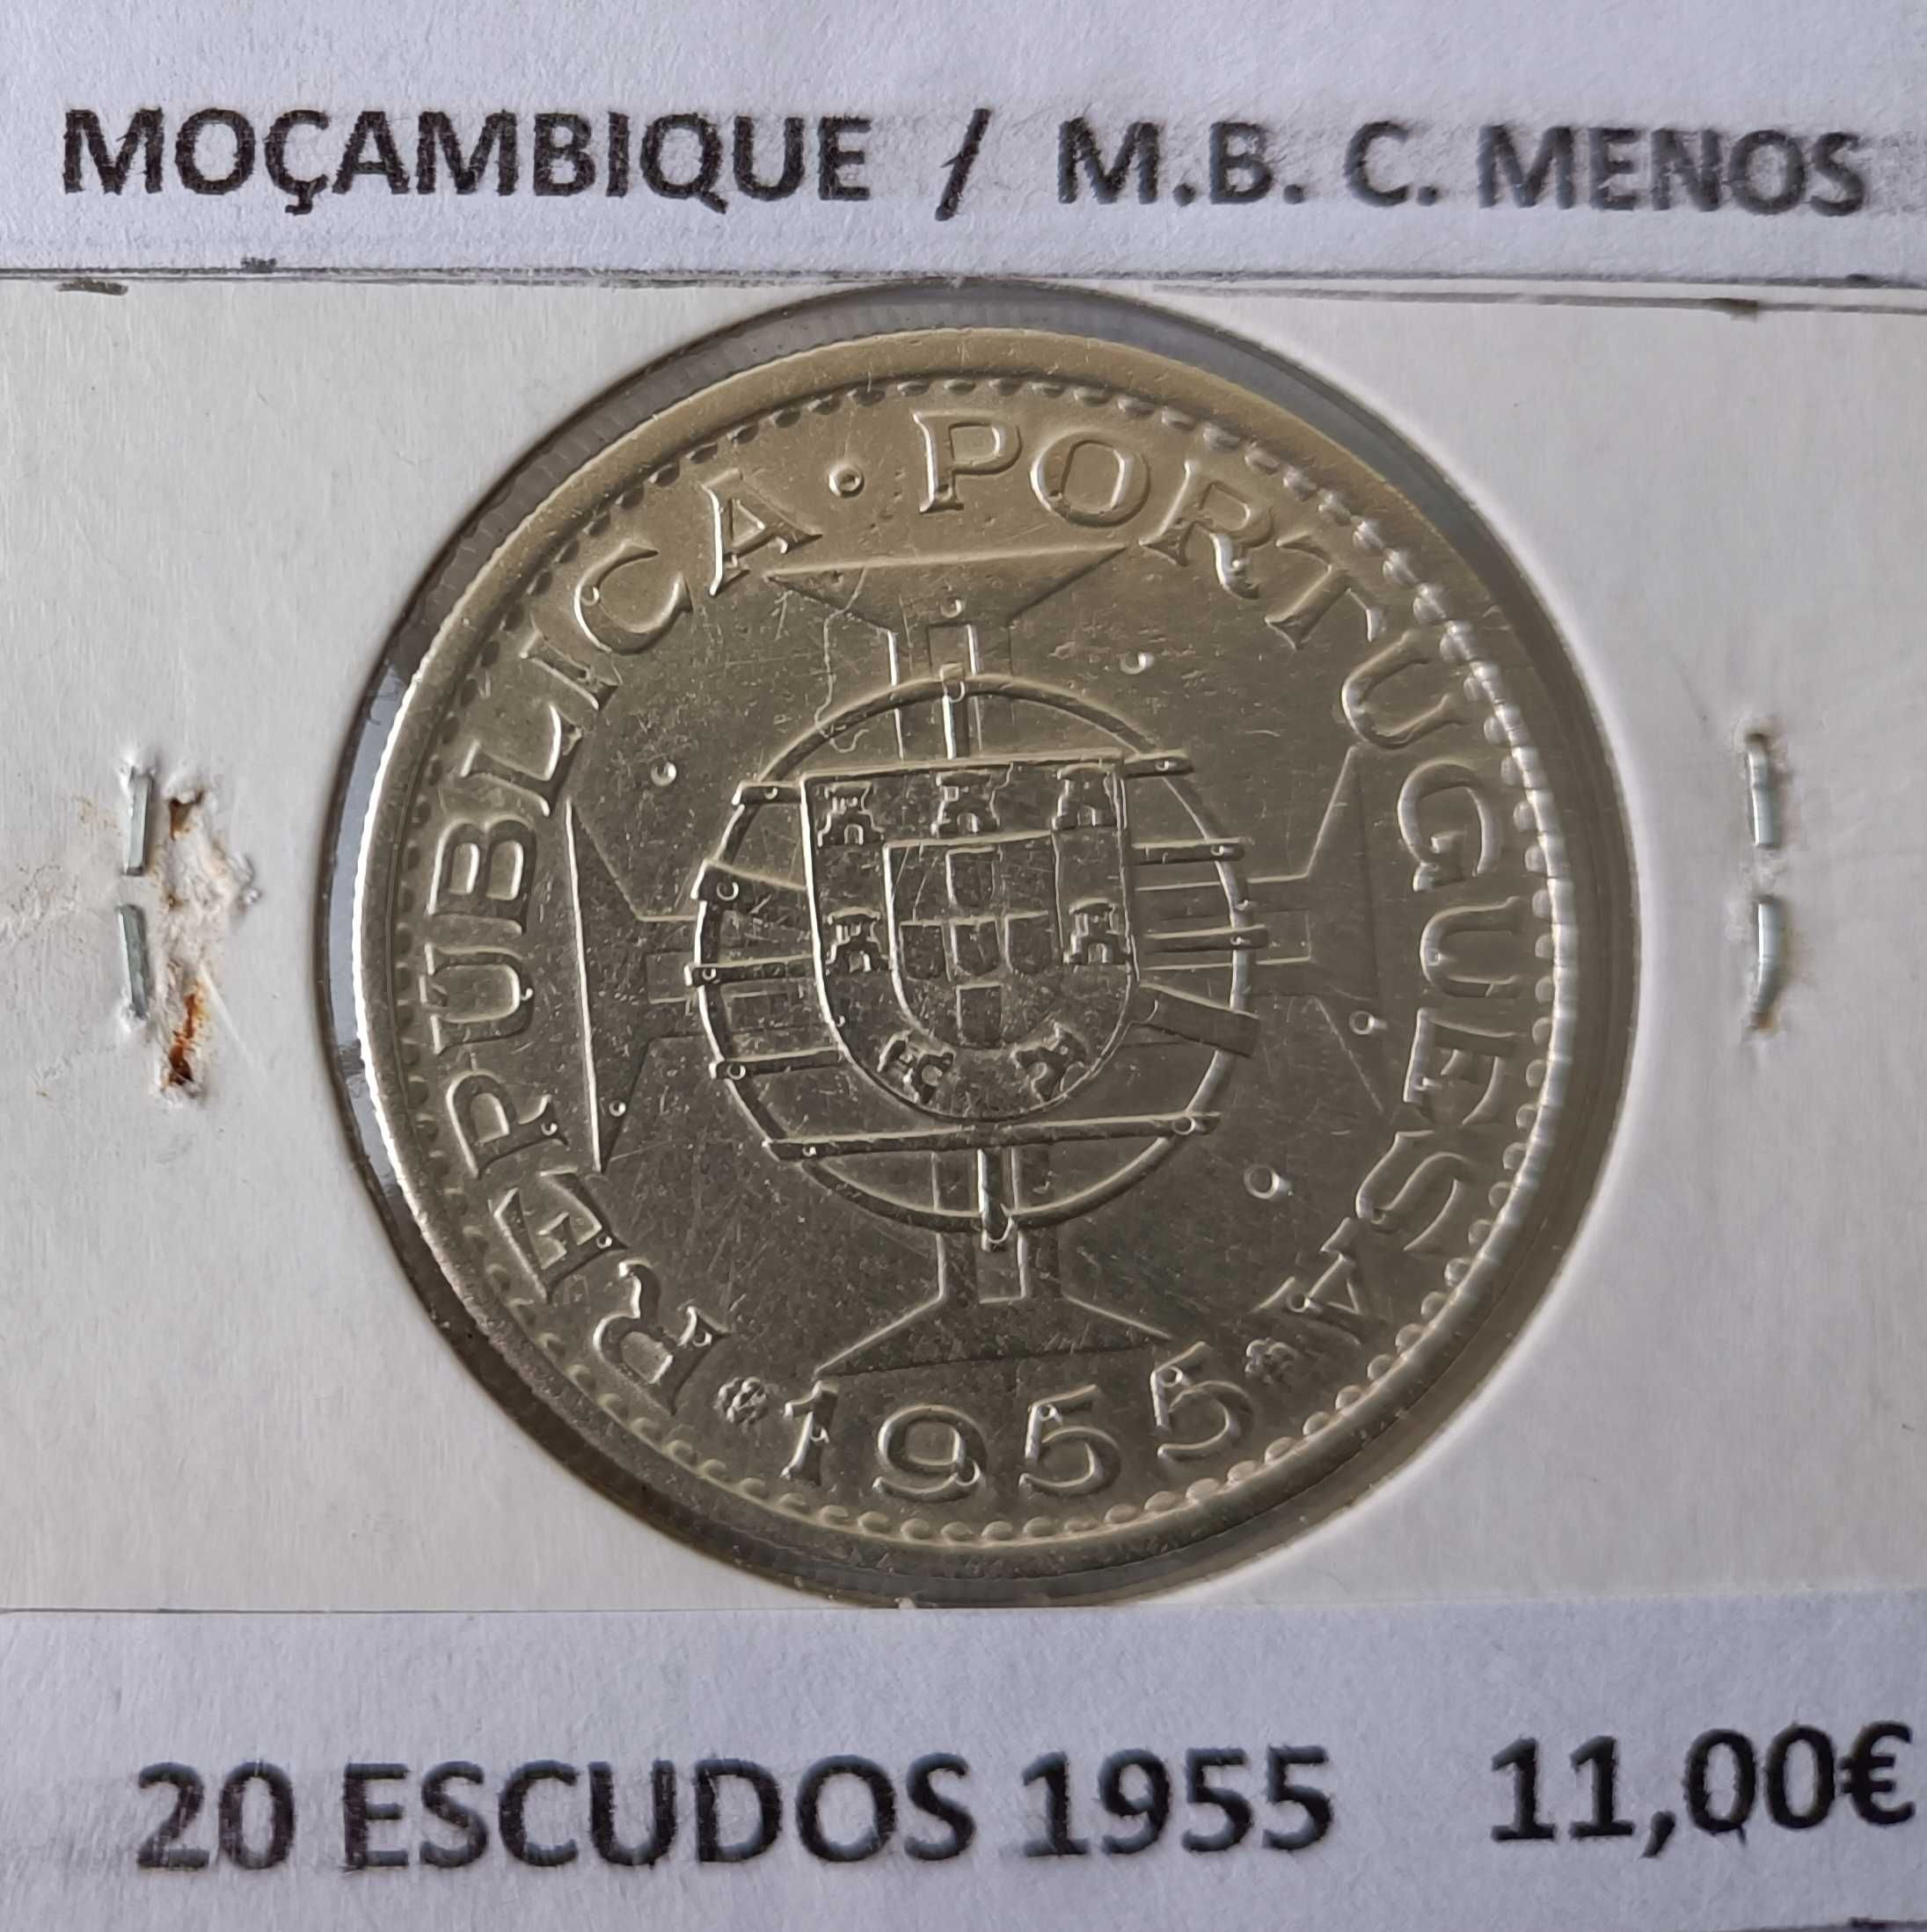 MOÇAMBIQUE / M.B. C. MENOS
REPUBLICA · PORTUGUESA
1955
20 ESCUDOS 1955 11,00€